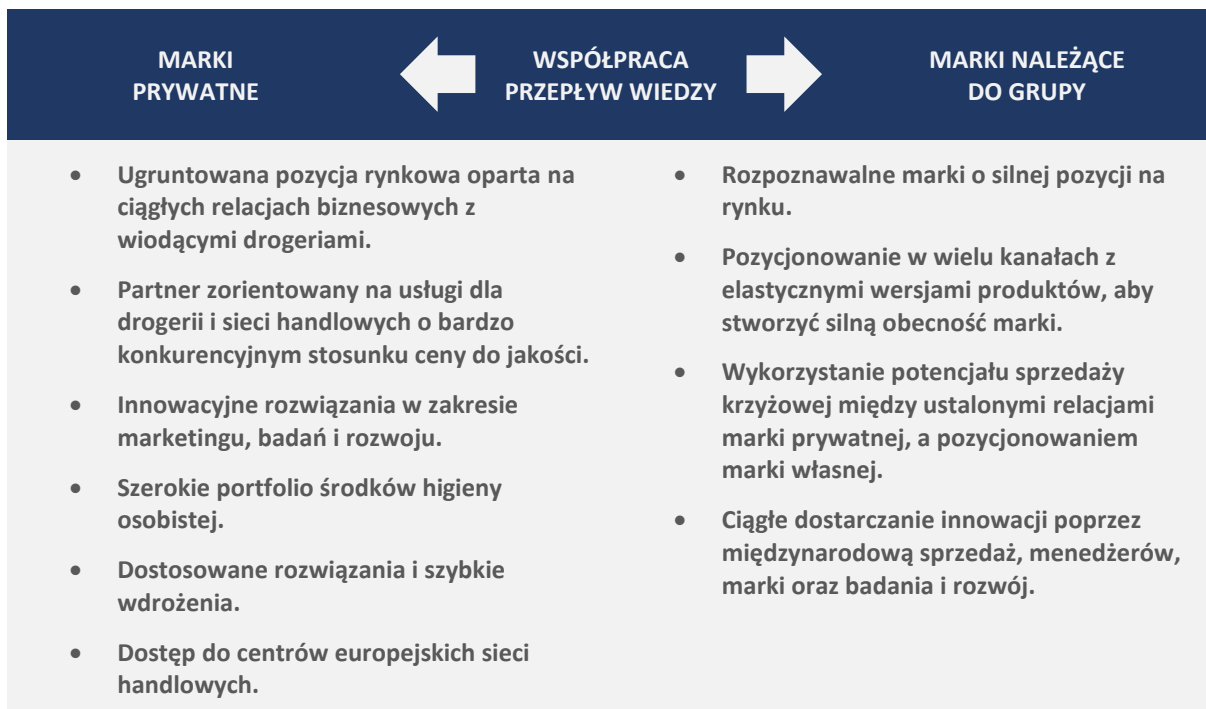 MARKI
PRYWATNE
WSPÓŁPRACA
PRZEPŁYW WIEDZY
MARKI NALEŻĄCE
DO GRUPY
• Ugruntowana pozycja rynkowa oparta na
ciągłych relacjach biznesowych z
wiodącymi drogeriami.
• Partner zorientowany na usługi dla
drogerii i sieci handlowych o bardzo
konkurencyjnym stosunku ceny do jakości.
• Innowacyjne rozwiązania w zakresie
marketingu, badań i rozwoju.
• Szerokie portfolio środków higieny
osobistej.
• Dostosowane rozwiązania i szybkie
wdrożenia.
• Dostęp do centrów europejskich sieci
handlowych.
• Rozpoznawalne marki o silnej pozycji na
rynku.
• Pozycjonowanie w wielu kanałach z
elastycznymi wersjami produktów, aby
stworzyć silną obecność marki.
• Wykorzystanie potencjału sprzedaży
krzyżowej między ustalonymi relacjami
marki prywatnej, a pozycjonowaniem
marki własnej.
• Ciągłe dostarczanie innowacji poprzez
międzynarodową sprzedaż, menedżerów,
marki oraz badania i rozwój.